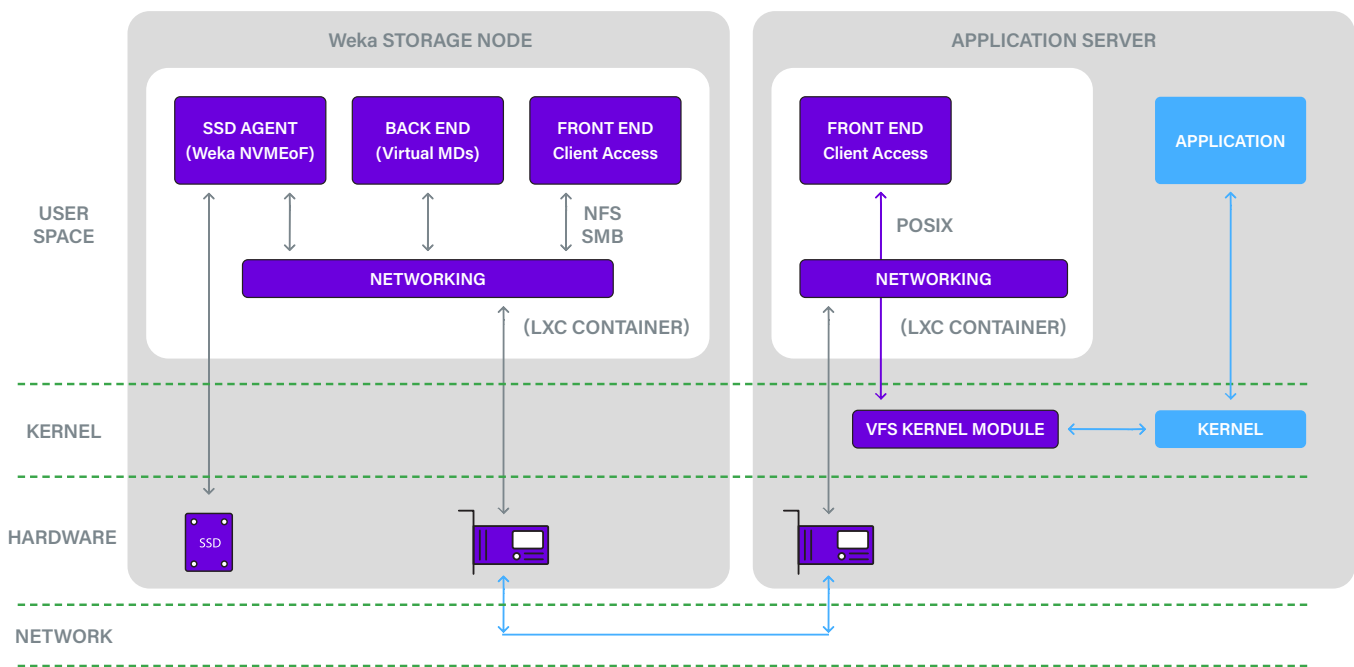 Weka STORAGE NODE
APPLICATION SERVER
SSD AGENT
(Weka NVMEoF)
BACK END
(Virtual MDs)
FRONT END
Client Access
FRONT END
Client Access
APPLICATION
USER
SPACE
NFS
SMB
POSIX
NETWORKING
NETWORKING
(LXC CONTAINER)
(LXC CONTAINER)
KERNEL
VFS KERNEL MODULE
KERNEL
HARDWARE
SSD
NETWORK